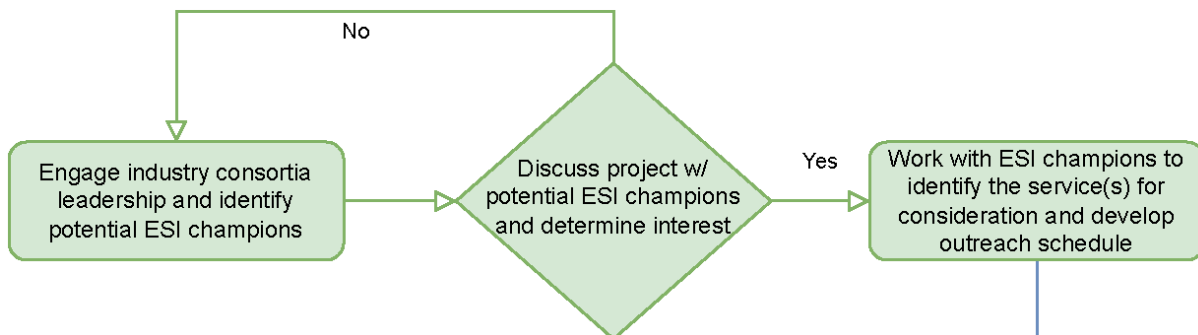 No
Engage industry consortia
leadership and identify
potential ESI champions
Discuss project w/
potential ESI champions
and determine interest
Yes
Work with ESI champions to
identify the service(s) for
consideration and develop
outreach schedule